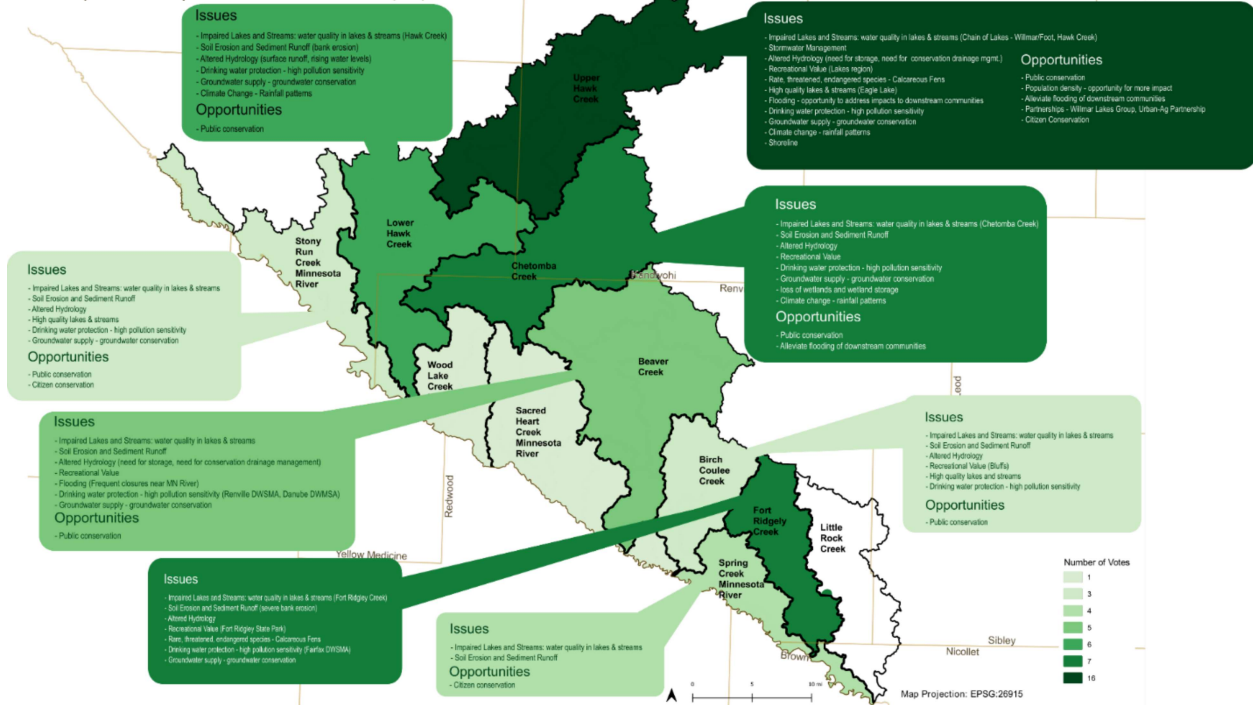 Issues
- Impaired Lakes and Streams: water quality in lakes & streams (Hawk Creek)
- Soil Erosion and Sediment Runoff (bank erosion)
- Altered Hydrology (surface runoff, rising water levels)
- Drinking water protection - high pollution sensitivity
- Groundwater supply - groundwater conservation
- Climate Change - Rainfall patterns
Opportunities
- Public conservation
Issues
- Impaired Lakes and Streams: water quality in lakes & streams (Chain of Lakes - Willmar/Foot, Hawk Creek)
- Stormwater Management
- Altered Hydrology (need for storage, need for conservation drainage mgmt.)
- Recreational Value (Lakes region)
- Rate, threatened, endangered species - Calcareous Fens
- High quality lakes & streams (Eagle Lake)
- Flooding - opportunity to address impacts to downstream communities
- Drinking water protection - high pollution sensitivity
- Groundwater supply - groundwater conservation
- Climate change - rainfall patterns
- Shoreline
Opportunities
- Public conservation
- Population density - opportunity for more impact
- Alleviate flooding of downstream communities
- Partnerships - Willmar Lakes Group, Urban-Ag Partnership
- Citizen Conservation
Upper
Hawk
Creek
Lower
Hawk
Creek
Stony
Run
Creek
Minnesota
River
Chetomba
Creek
Kandiyohi
Renvi
Issues
- Impaired Lakes and Streams: water quality in lakes & streams (Chetomba Creek)
- Soil Erosion and Sediment Runoff
- Altered Hydrology
- Recreational Value
- Drinking water protection - high pollution sensitivity
- Groundwater supply - groundwater conservation
- loss of wetlands and wetland storage
- Climate change - rainfall patterns
Opportunities
- Public conservation
- Alleviate flooding of downstream communities
Issues
- Impaired Lakes and Streams: water quality in lakes & streams
- Soil Erosion and Sediment Runoff
- Altered Hydrology
- High quality lakes & streams
- Drinking water protection - high pollution sensitivity
- Groundwater supply - groundwater conservation
Opportunities
- Public conservation
- Citizen conservation
Wood
Lake
Creek
Beaver
Creek
Sacred
Heart
Creek
Minnesota
River
Issues
- Impaired Lakes and Streams: water quality in lakes & streams
- Soil Erosion and Sediment Runoff
- Altered Hydrology (need for storage, need for conservation drainage management)
- Recreational Value
- Flooding (Frequent closures near MN River)
- Drinking water protection - high pollution sensitivity (Renville DWSMA, Danube DWMSA)
- Groundwater supply - groundwater conservation
Opportunities
- Public conservation
Redwood
Yellow Medicine
Birch
Coulee
Creek
Issues
- Impaired Lakes and Streams: water quality in lakes & streams
- Soil Erosion and Sediment Runoff
- Altered Hydrology
- Recreational Value (Bluffs)
- High quality lakes and streams
- Drinking water protection - high pollution sensitivity
Opportunities
- Public conservation
Fort
Ridgely
Creek
Little
Rock
Creek
Spring
Creek
Minnesota
River
Issues
- Impaired Lakes and Streams: water quality in lakes & streams (Fort Ridgley Creek)
- Soil Erosion and Sediment Runoff (severe bank erosion)
- Altered Hydrology
- Recreational Value (Fort Ridgley State Park)
- Rare, threatened, endangered species - Calcareous Fens
- Drinking water protection - high pollution sensitivity (Fairfax DWSMA)
- Groundwater supply - groundwater conservation
Issues
- Impaired Lakes and Streams: water quality in lakes & streams
- Soil Erosion and Sediment Runoff
Opportunities
- Citizen conservation
Brown
Sibley
Nicollet
Number of Votes
1
3
4
5
6
7
16
0 5 10 mi
Map Projection: EPSG:26915